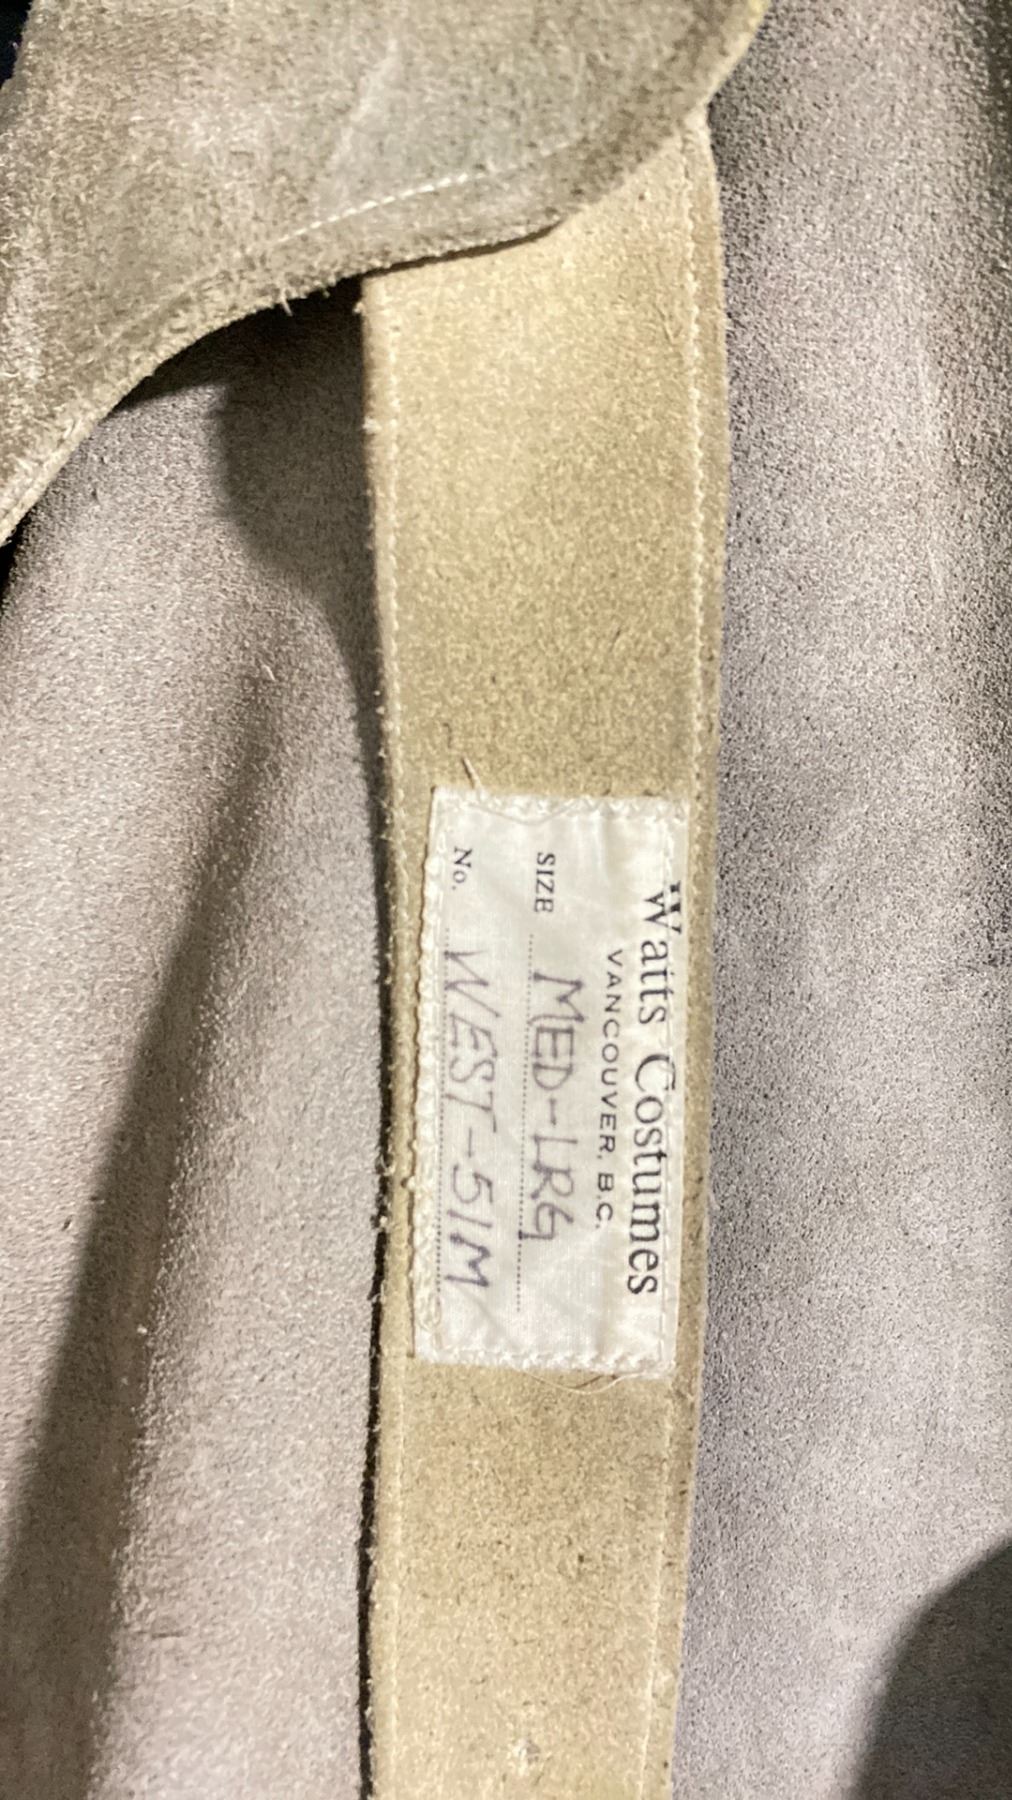 Watts Costumes
VANCOUVER, B.C.
SIZE MED-LRG
No. WEST-51M